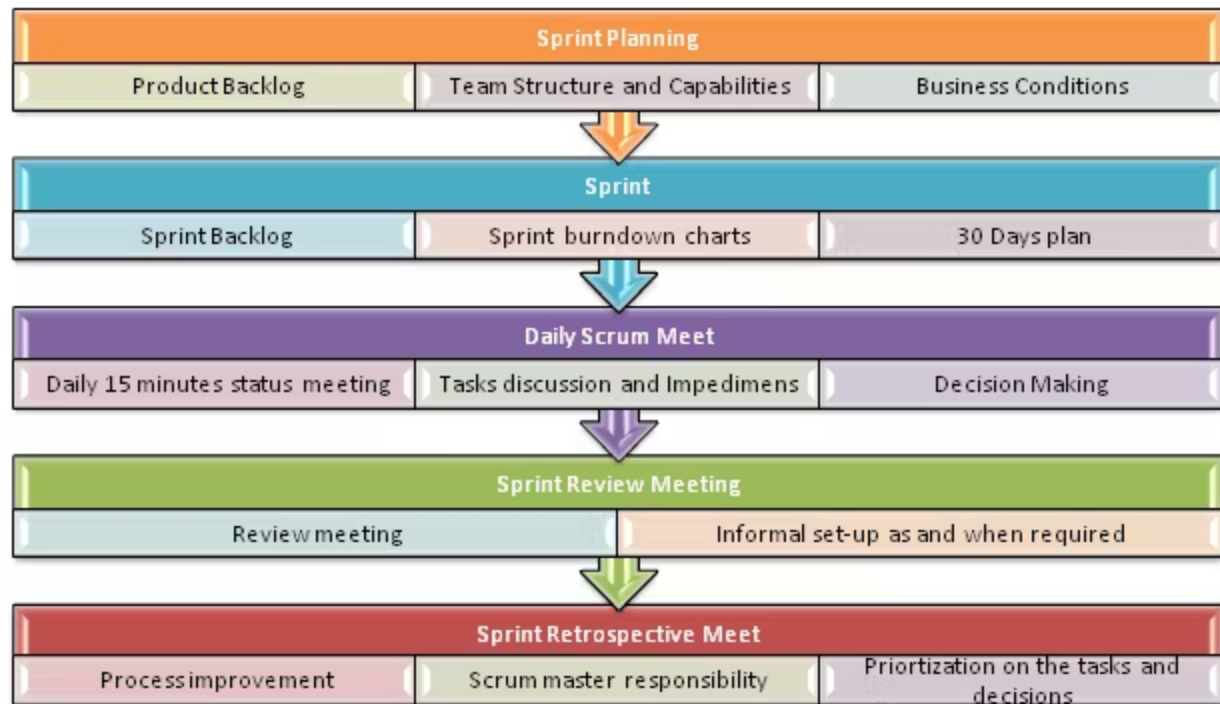 Sprint Planning
Product Backlog
Team Structure and Capabilities
Business Conditions
Sprint
Sprint Backlog
Sprint burndown charts
30 Days plan
Daily Scrum Meet
Daily 15 minutes status meeting
Tasks discussion and Impedimens
Decision Making
Sprint Review Meeting
Review meeting
Informal set-up as and when required
Sprint Retrospective Meet
Process improvement
Scrum master responsibility
Priortization on the tasks and
decisions